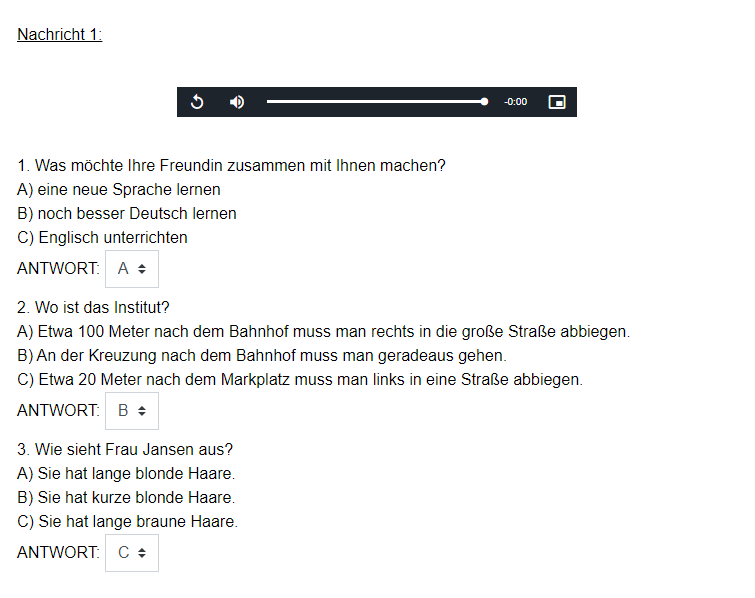 Nachricht 1:
-0:00
1. Was möchte Ihre Freundin zusammen mit Ihnen machen?
A) eine neue Sprache lernen
B) noch besser Deutsch lernen
C) Englisch unterrichten
ANTWORT: A
2. Wo ist das Institut?
A) Etwa 100 Meter nach dem Bahnhof muss man rechts in die große Straße abbiegen.
B) An der Kreuzung nach dem Bahnhof muss man geradeaus gehen.
C) Etwa 20 Meter nach dem Markplatz muss man links in eine Straße abbiegen.
ANTWORT: B
3. Wie sieht Frau Jansen aus?
A) Sie hat lange blonde Haare.
B) Sie hat kurze blonde Haare.
C) Sie hat lange braune Haare.
ANTWORT: C